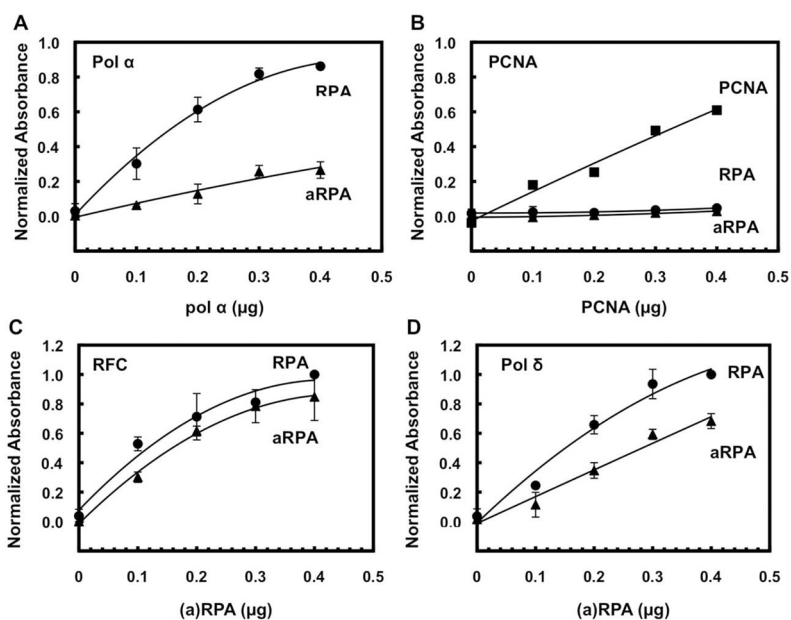 A
Pol α
Normalized Absorbance
1.0
0.8
0.6
0.4
0.2
0.0
RPA
aRPA
0 0.1 0.2 0.3 0.4 0.5
pol α (μg)
B
PCNA
Normalized Absorbance
1.0
0.8
0.6
0.4
0.2
0.0
PCNA
RPA
aRPA
0 0.1 0.2 0.3 0.4 0.5
PCNA (μg)
C
RFC
Normalized Absorbance
1.2
1.0
0.8
0.6
0.4
0.2
0.0
RPA
aRPA
0 0.1 0.2 0.3 0.4 0.5
(a)RPA (μg)
D
Pol δ
Normalized Absorbance
1.2
1.0
0.8
0.6
0.4
0.2
0.0
RPA
aRPA
0 0.1 0.2 0.3 0.4 0.5
(a)RPA (μg)